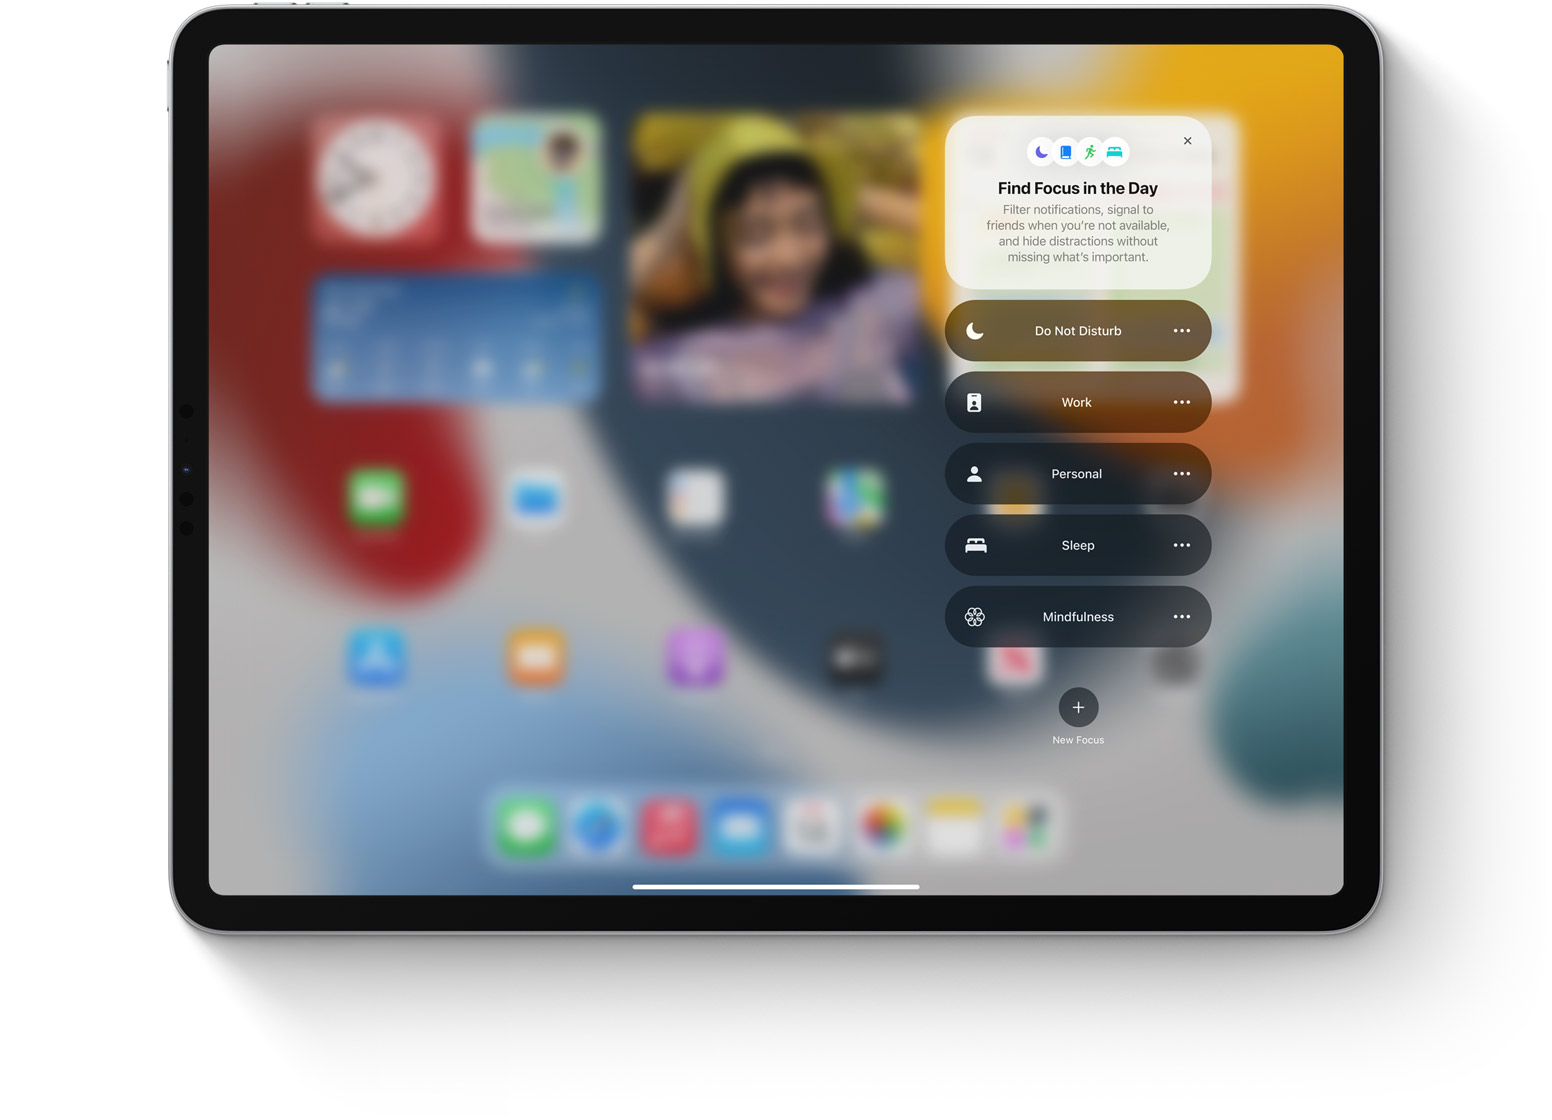 Find Focus in the Day
Filter notifications, signal to
friends when you’re not available,
and hide distractions without
missing what’s important.
Do Not Disturb
Work
Personal
Sleep
Mindfulness
New Focus